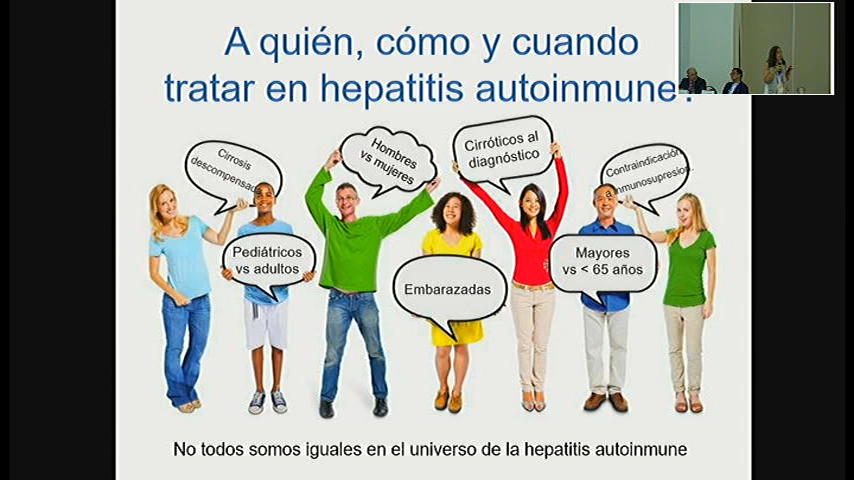 A quién, cómo y cuando
tratar en hepatitis autoinmune?
Cirrosis
descompensada
Hombres
vs mujeres
Cirróticos al
diagnóstico
Contraindicación
inmunosupresion.
Pediátricos
vs adultos
Embarazadas
Mayores
vs < 65 años
No todos somos iguales en el universo de la hepatitis autoinmune